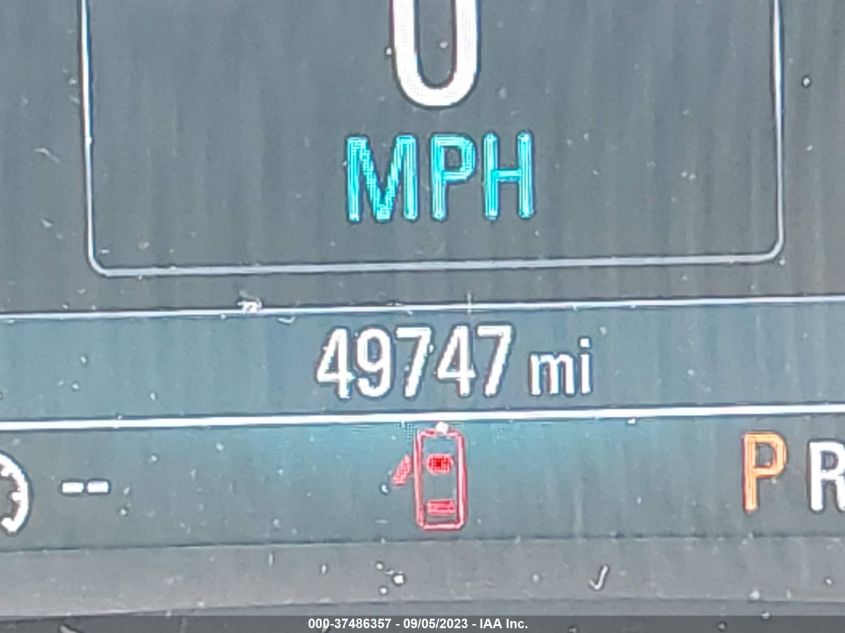 0
MPH
49747 mi
-- P R
000-37486357 - 09/05/2023 - IAA Inc.